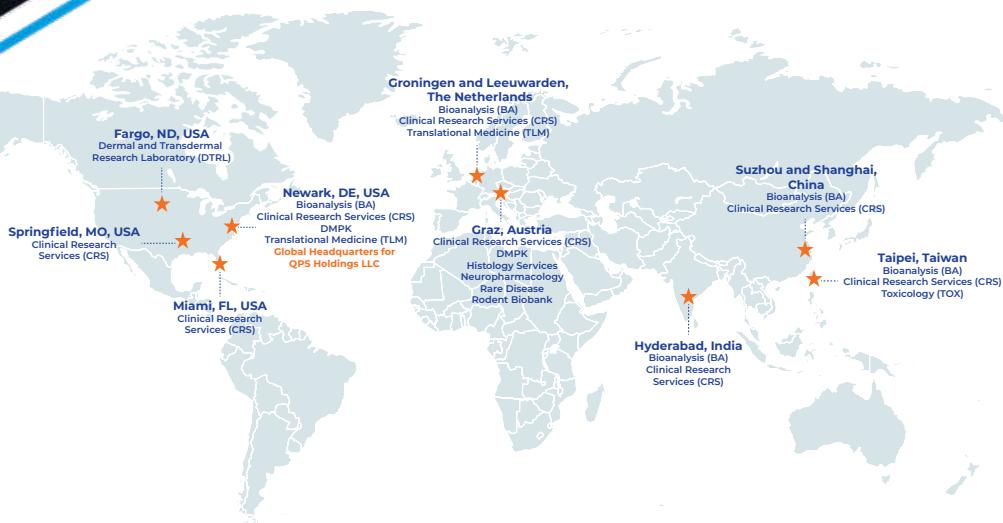 Groningen and Leeuwarden,
The Netherlands
Bioanalysis (BA)
Clinical Research Services (CRS)
Translational Medicine (TLM)
Fargo, ND, USA
Dermal and Transdermal
Research Laboratory (DTRL)
Suzhou and Shanghai,
China
Bioanalysis (BA)
Clinical Research Services (CRS)
Newark, DE, USA
Bioanalysis (BA)
Clinical Research Services (CRS)
DMPK
Translational Medicine (TLM)
Global Headquarters for
QPS Holdings LLC
Springfield, MO, USA
Clinical Research
Services (CRS)
Graz, Austria
Clinical Research Services (CRS)
DMPK
Histology Services
Neuropharmacology
Rare Disease
Rodent Biobank
Taipei, Taiwan
Bioanalysis (BA)
Clinical Research Services (CRS)
Toxicology (TOX)
Miami, FL, USA
Clinical Research
Services (CRS)
Hyderabad, India
Bioanalysis (BA)
Clinical Research
Services (CRS)